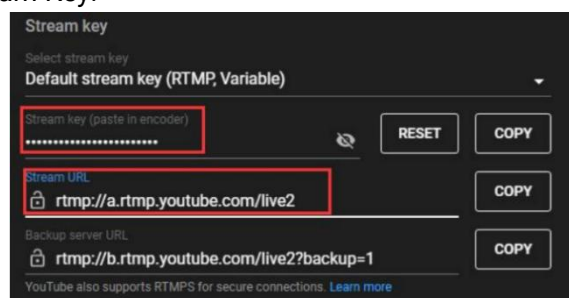 am Key.
Stream key
Select stream key
Default stream key (RTMP, Variable)
Stream key (paste in encoder)
••••••••••••••••••••••••
RESET
COPY
Stream URL
rtmp://a.rtmp.youtube.com/live2
COPY
Backup server URL
rtmp://b.rtmp.youtube.com/live2?backup=1
COPY
YouTube also supports RTMPS for secure connections. Learn more